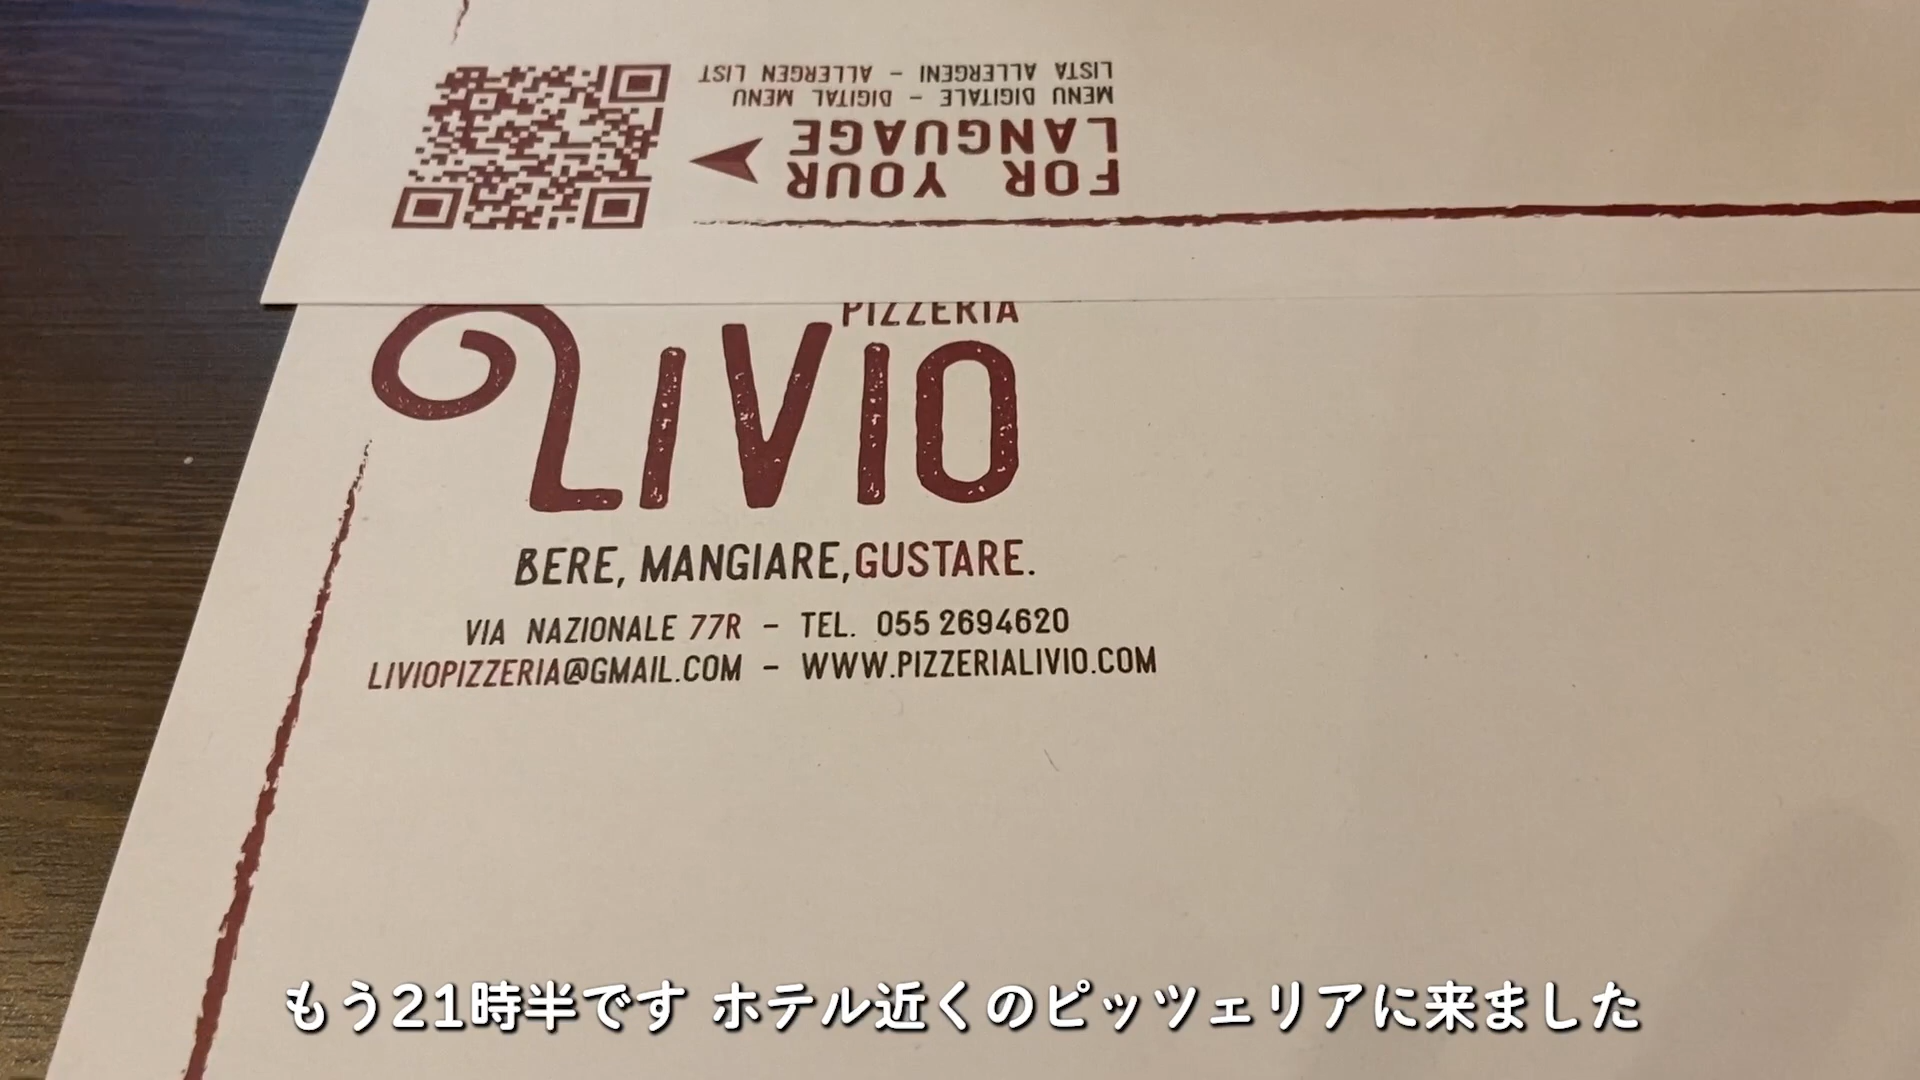 FOR YOUR
LANGUAGE
MENU DIGITALE - DIGITAL MENU
LISTA ALLERGENI - ALLERGEN LIST
PIZZERIA
LIVIO
BERE, MANGIARE, GUSTARE.
VIA NAZIONALE 77R - TEL. 055 2694620
LIVIOPIZZERIA@GMAIL.COM - WWW.PIZZERIALIVIO.COM
もう21時半です ホテル近くのピッツェリアに来ました